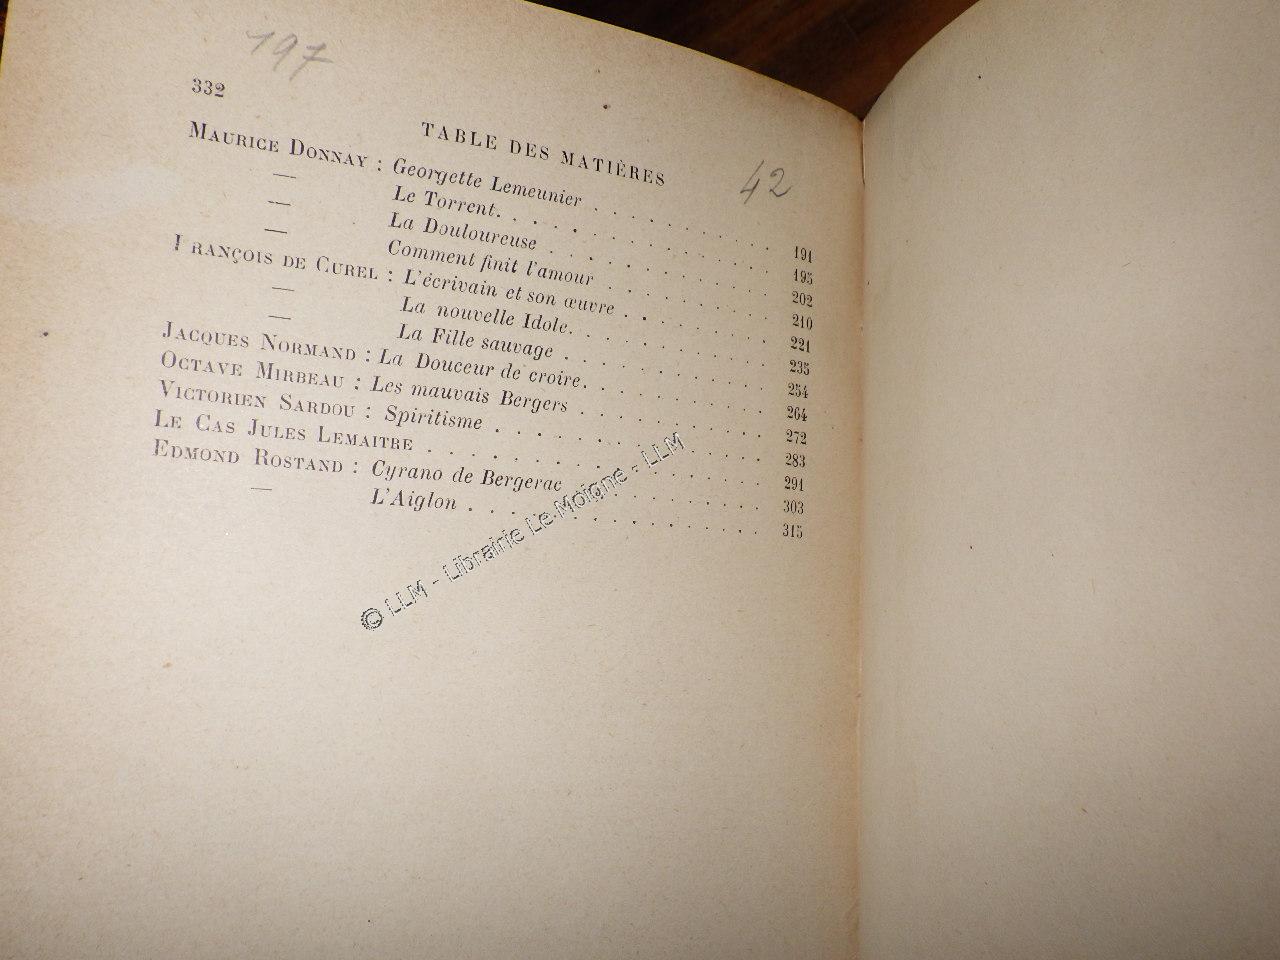 197
332
TABLE DES MATIÈRES
42
MAURICE DONNAY : Georgette Lemeunier . . . . . . . . 191
— Le Torrent. . . . . . . . . . . . 195
— La Douloureuse . . . . . . . . . . 202
— Comment finit l'amour . . . . . . . 210
FRANÇOIS DE CUREL : L'écrivain et son œuvre . . . . . . 221
— La nouvelle Idole. . . . . . . . . 235
— La Fille sauvage . . . . . . . . . 254
JACQUES NORMAND : La Douceur de croire. . . . . . . . 264
OCTAVE MIRBEAU : Les mauvais Bergers . . . . . . . . 272
VICTORIEN SARDOU : Spiritisme . . . . . . . . . . . . 283
LE CAS JULES LEMAITRE . . . . . . . . . . . . . . 291
EDMOND ROSTAND : Cyrano de Bergerac . . . . . . . . . 303
— L'Aiglon . . . . . . . . . . . . . 315
© LLM - Librairie Le Moigne - LLM